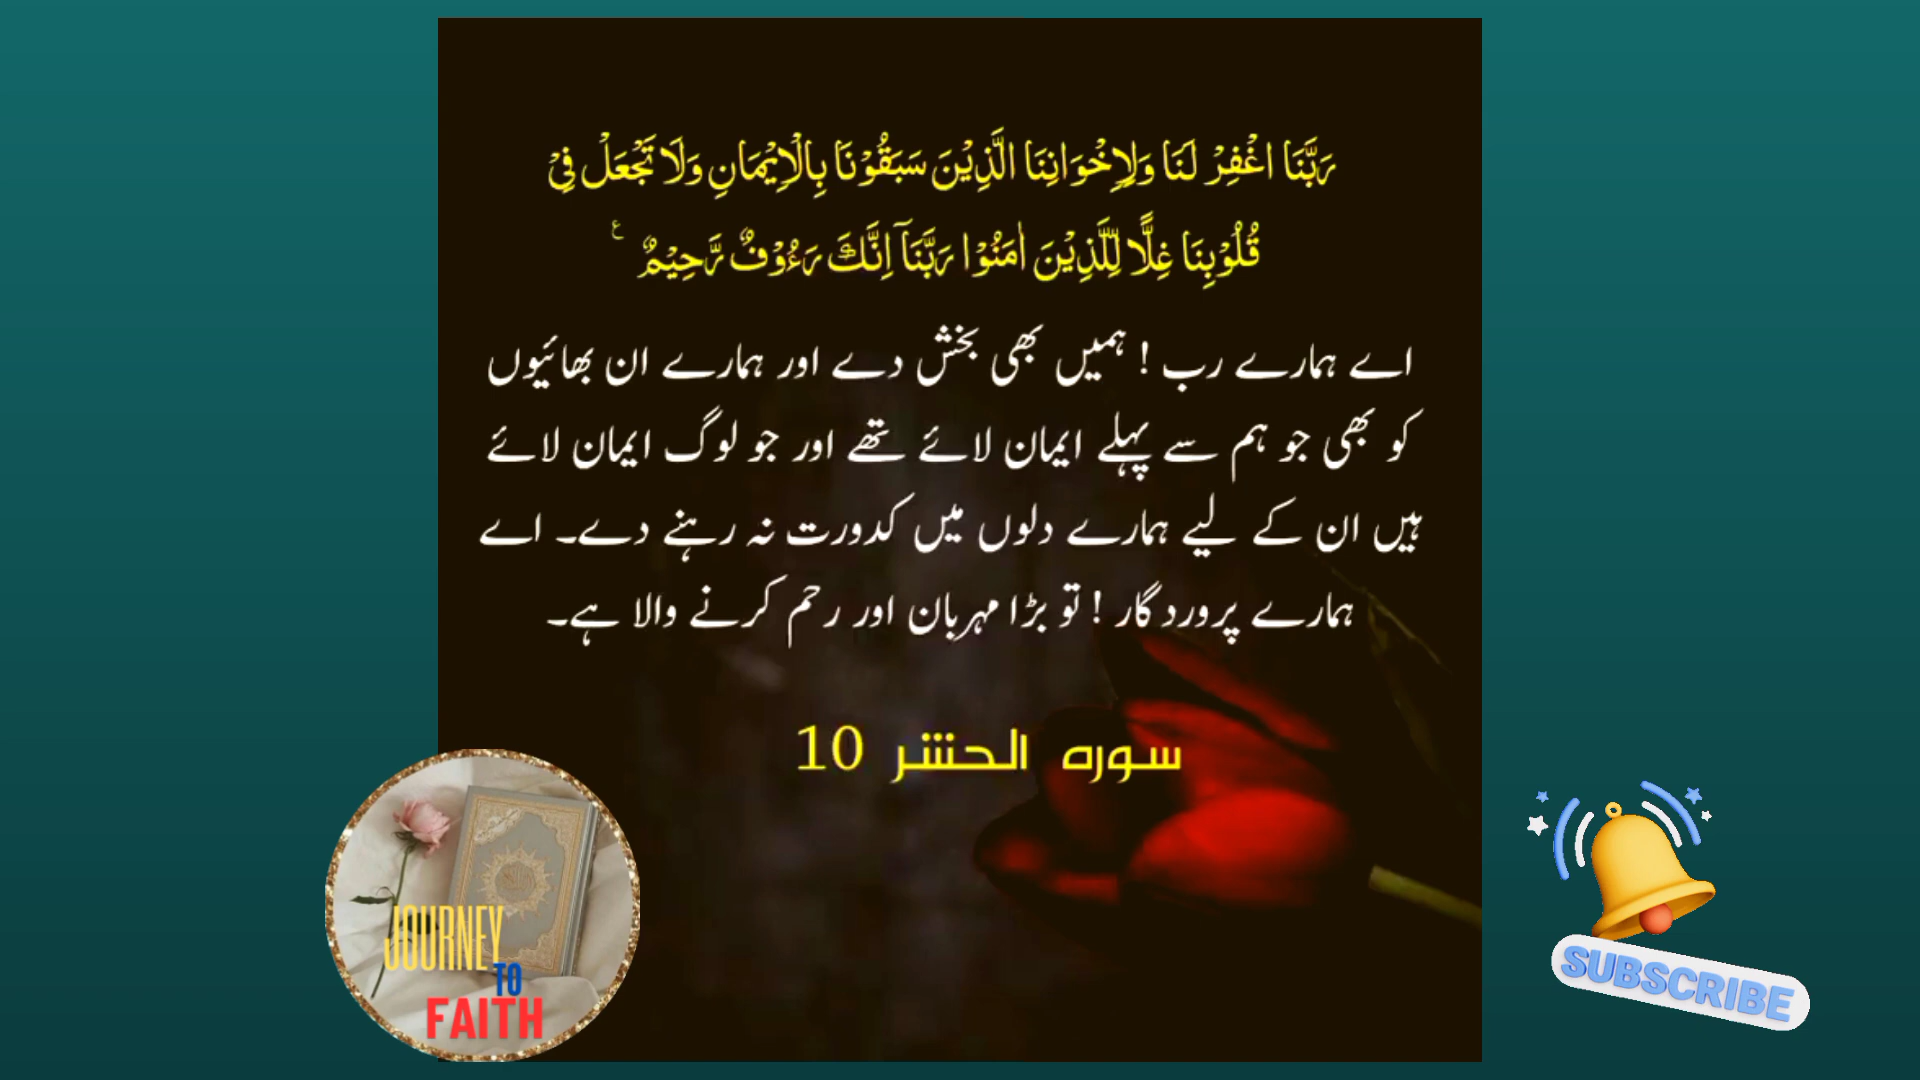 رَبَّنَا اغْفِرْ لَنَا وَلِإِخْوَانِنَا الَّذِيْنَ سَبَقُوْنَا بِالْاِيْمَانِ وَلَا تَجْعَلْ فِيْ
قُلُوْبِنَا غِلًّا لِّلَّذِيْنَ اٰمَنُوْا رَبَّنَآ اِنَّكَ رَءُوْفٌ رَّحِيْمٌ ۧ
اے ہمارے رب ! ہمیں بھی بخش دے اور ہمارے ان بھائیوں
کو بھی جو ہم سے پہلے ایمان لائے تھے اور جو لوگ ایمان لائے
ہیں ان کے لیے ہمارے دلوں میں کدورت نہ رہنے دے۔ اے
ہمارے پروردگار ! تو بڑا مہربان اور رحم کرنے والا ہے۔
سورہ الحشر 10
JOURNEY
TO
FAITH
SUBSCRIBE